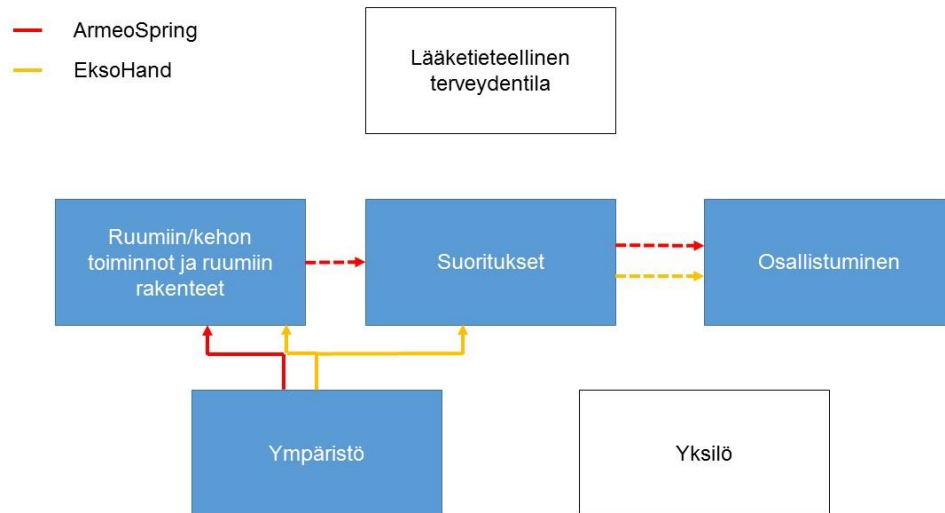 ArmeoSpring
EksoHand
Lääketieteellinen
terveydentila
Ruumiin/kehon
toiminnot ja ruumiin
rakenteet
Suoritukset
Osallistuminen
Ympäristö
Yksilö